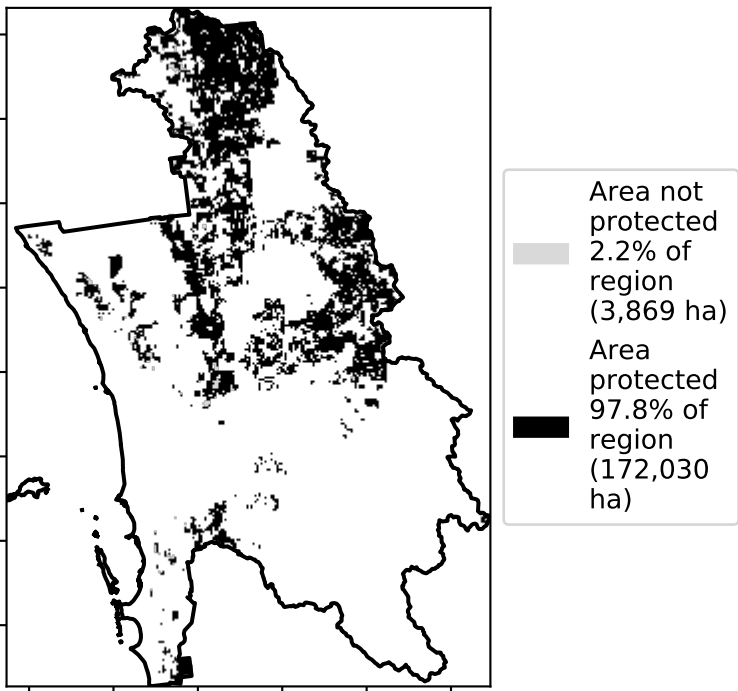 Area not
protected
2.2% of
region
(3,869 ha)
Area
protected
97.8% of
region
(172,030
ha)